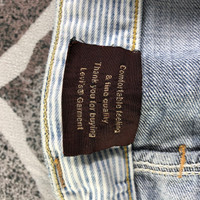 Comfortable feeling
& fine quality
Thank you for buying
Levi's® Garment